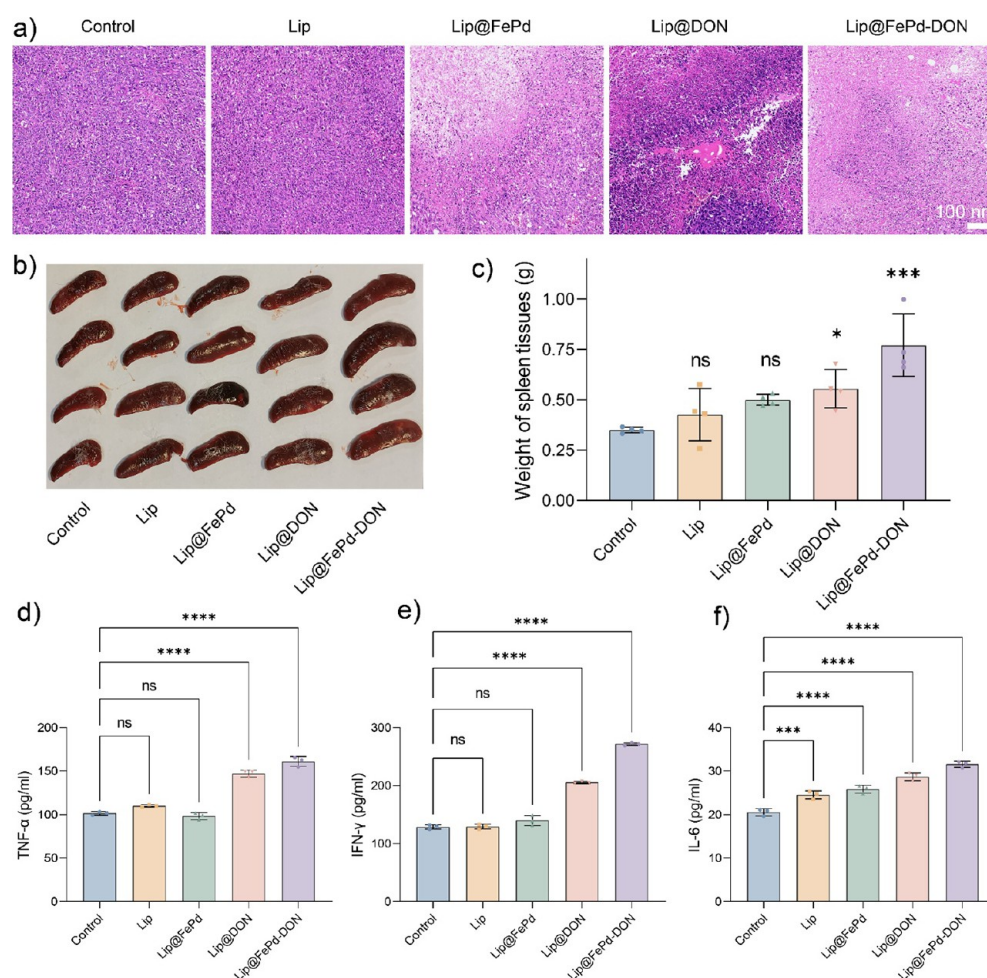 a)
Control Lip Lip@FePd Lip@DON Lip@FePd-DON
100 nm
b)
Control
Lip
Lip@FePd
Lip@DON
Lip@FePd-DON
c)
Weight of spleen tissues (g)
1.00
0.75
0.50
0.25
0.00
ns
ns
*
***
Control
Lip
Lip@FePd
Lip@DON
Lip@FePd-DON
d)
****
****
ns
ns
TNF-α (pg/ml)
200
150
100
50
0
Control
Lip
Lip@FePd
Lip@DON
Lip@FePd-DON
e)
****
****
ns
ns
IFN-γ (pg/ml)
300
200
100
0
Control
Lip
Lip@FePd
Lip@DON
Lip@FePd-DON
f)
****
****
****
***
IL-6 (pg/ml)
40
30
20
10
0
Control
Lip
Lip@FePd
Lip@DON
Lip@FePd-DON